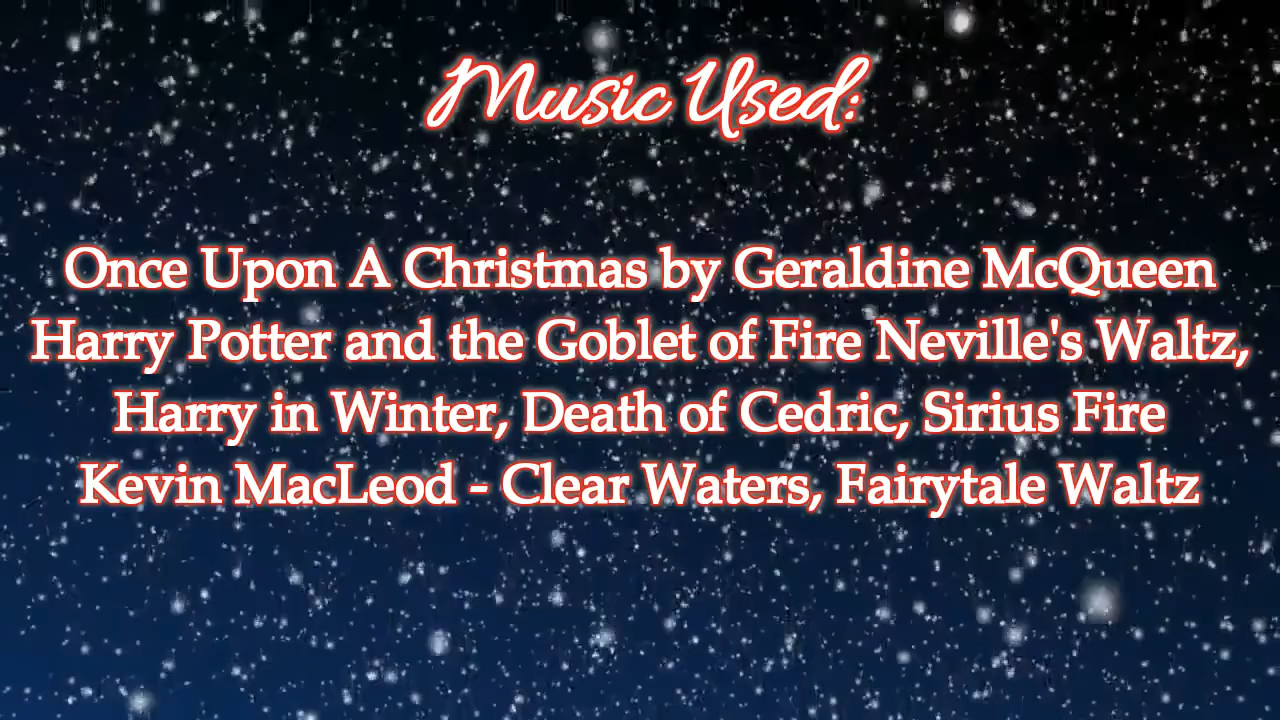 Music Used:
Once Upon A Christmas by Geraldine McQueen
Harry Potter and the Goblet of Fire Neville's Waltz,
Harry in Winter, Death of Cedric, Sirius Fire
Kevin MacLeod - Clear Waters, Fairytale Waltz